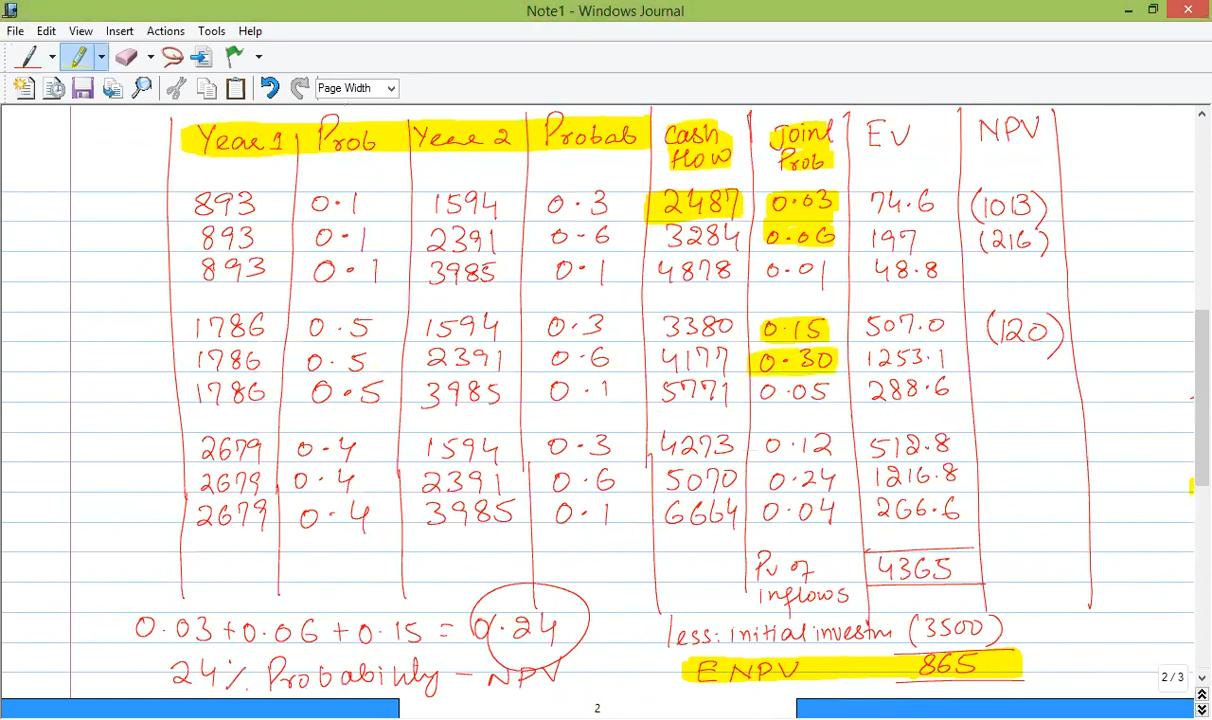 Note1 - Windows Journal
File Edit View Insert Actions Tools Help
Page Width
Year 1 Prob Year 2 Probab Cash flow Joint Prob EV NPV
893 0.1 1594 0.3 2487 0.03 74.6 (1013)
893 0.1 2391 0.6 3284 0.06 197 (216)
893 0.1 3985 0.1 4878 0.01 48.8
1786 0.5 1594 0.3 3380 0.15 507.0 (120)
1786 0.5 2391 0.6 4177 0.30 1253.1
1786 0.5 3985 0.1 5771 0.05 288.6
2679 0.4 1594 0.3 4273 0.12 512.8
2679 0.4 2391 0.6 5070 0.24 1216.8
2679 0.4 3985 0.1 6664 0.04 266.6
Pv of inflows 4365
0.03 + 0.06 + 0.15 = 0.24 less: initial investm (3500)
24% Probability - NPV ENPV 865
2 / 3
2